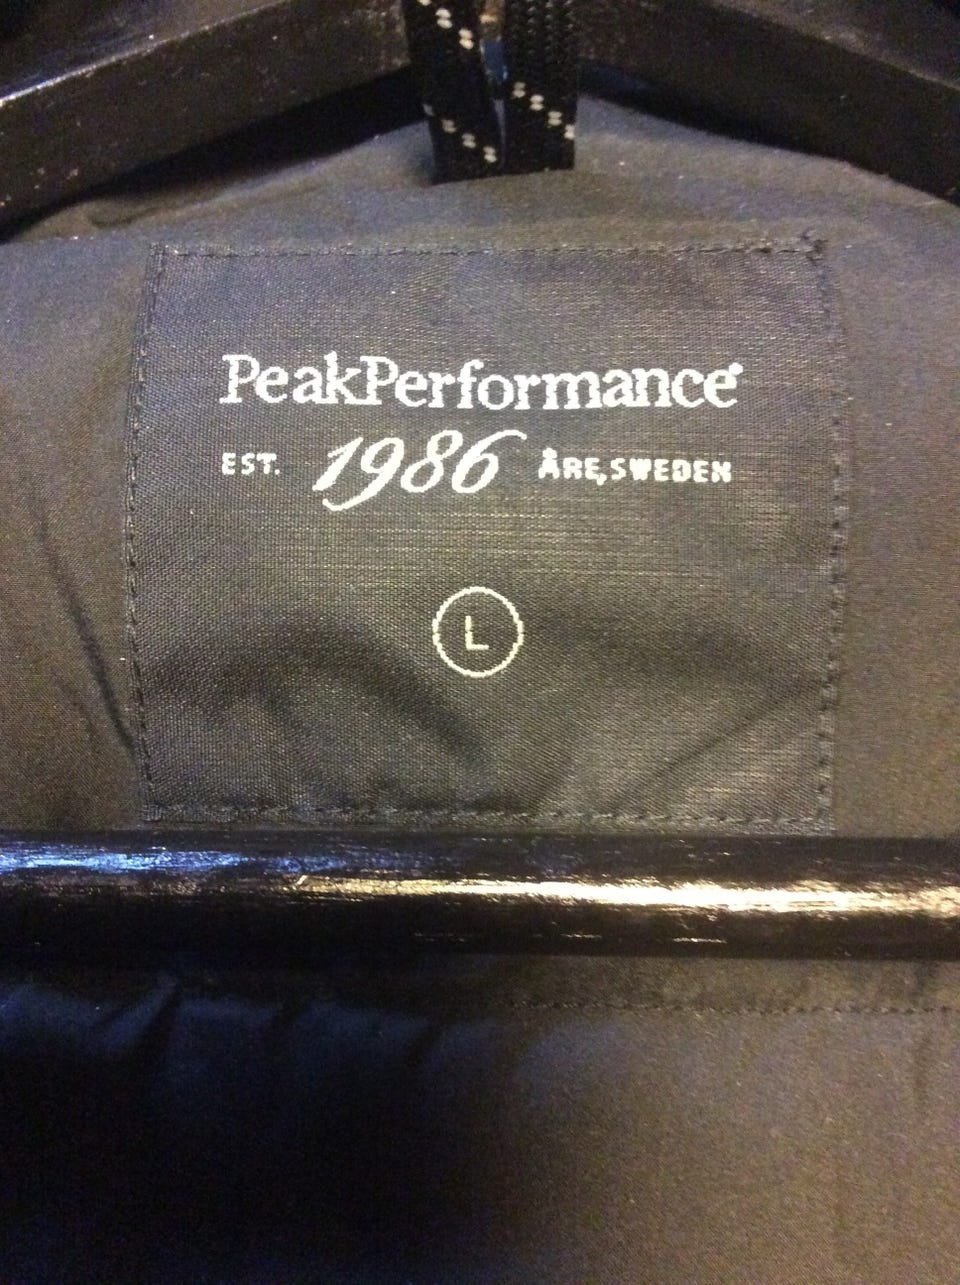 PeakPerformance
EST. 1986 ÅRE, SWEDEN
L